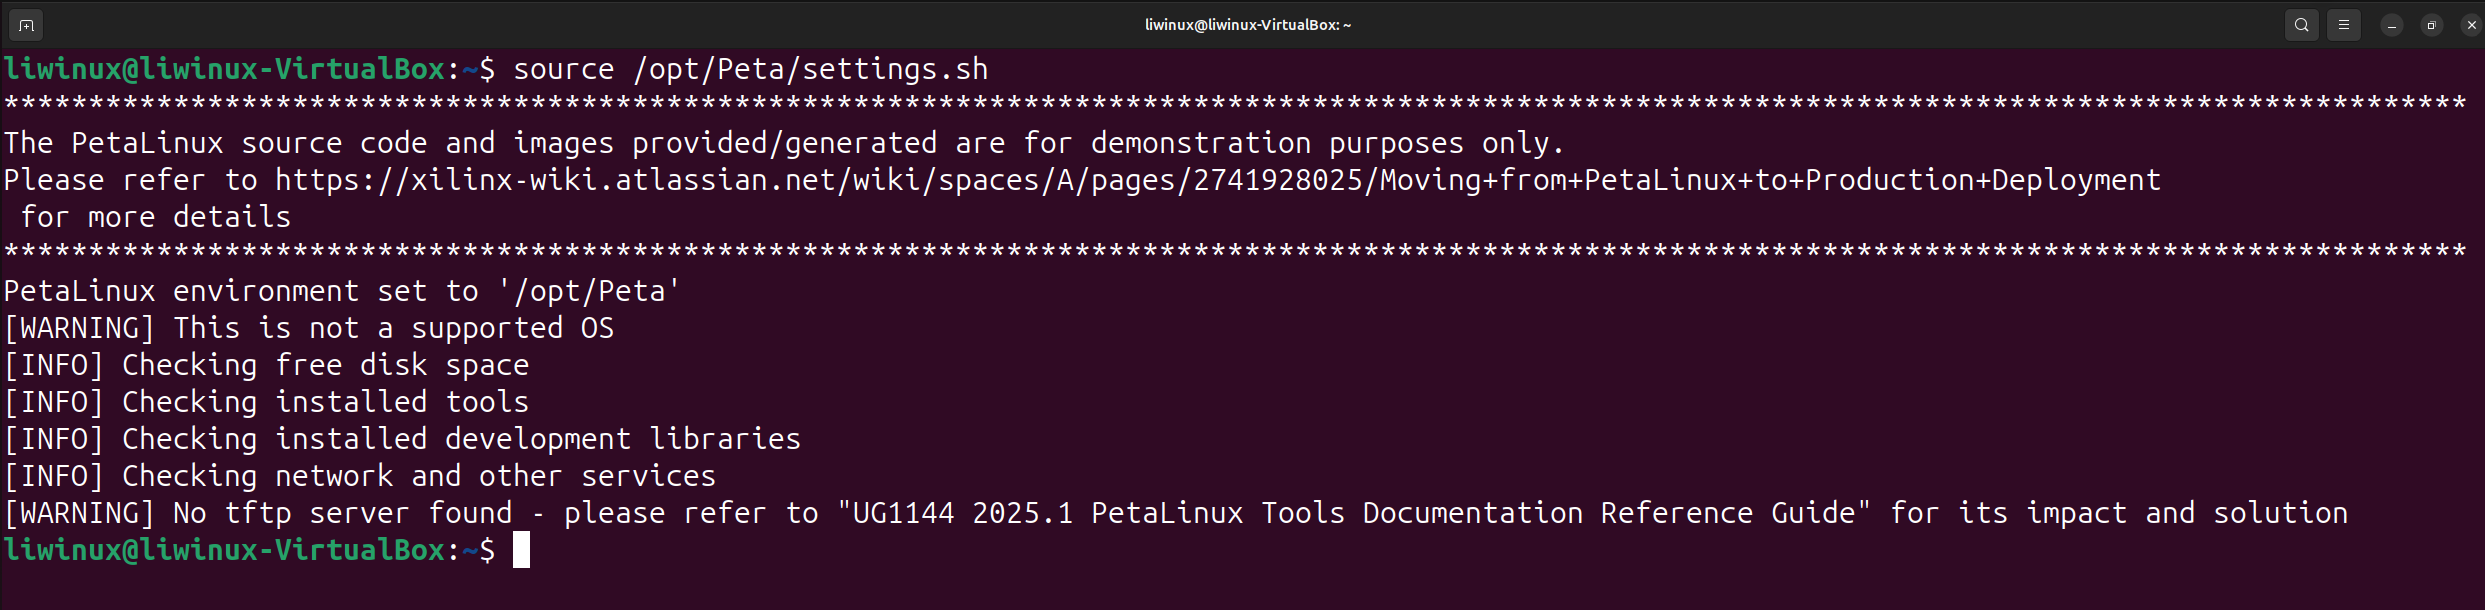 liwinux@liwinux-VirtualBox: ~
liwinux@liwinux-VirtualBox:~$ source /opt/Peta/settings.sh
*************************************************************************************************************************************************
The PetaLinux source code and images provided/generated are for demonstration purposes only.
Please refer to https://xilinx-wiki.atlassian.net/wiki/spaces/A/pages/2741928025/Moving+from+PetaLinux+to+Production+Deployment
 for more details
*************************************************************************************************************************************************
PetaLinux environment set to '/opt/Peta'
[WARNING] This is not a supported OS
[INFO] Checking free disk space
[INFO] Checking installed tools
[INFO] Checking installed development libraries
[INFO] Checking network and other services
[WARNING] No tftp server found - please refer to "UG1144 2025.1 PetaLinux Tools Documentation Reference Guide" for its impact and solution
liwinux@liwinux-VirtualBox:~$